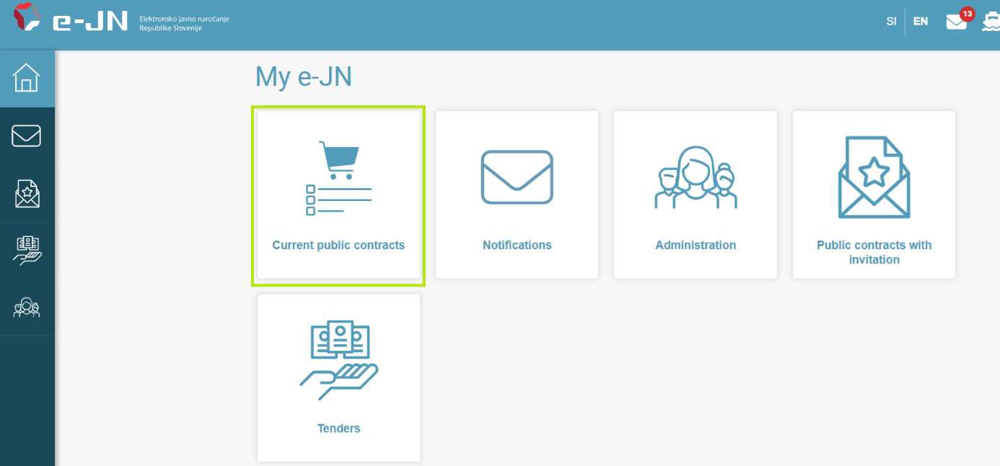 e-JN
Elektronsko javno naročanje
Republike Slovenije
SI
EN
13
My e-JN
Current public contracts
Notifications
Administration
Public contracts with
invitation
Tenders